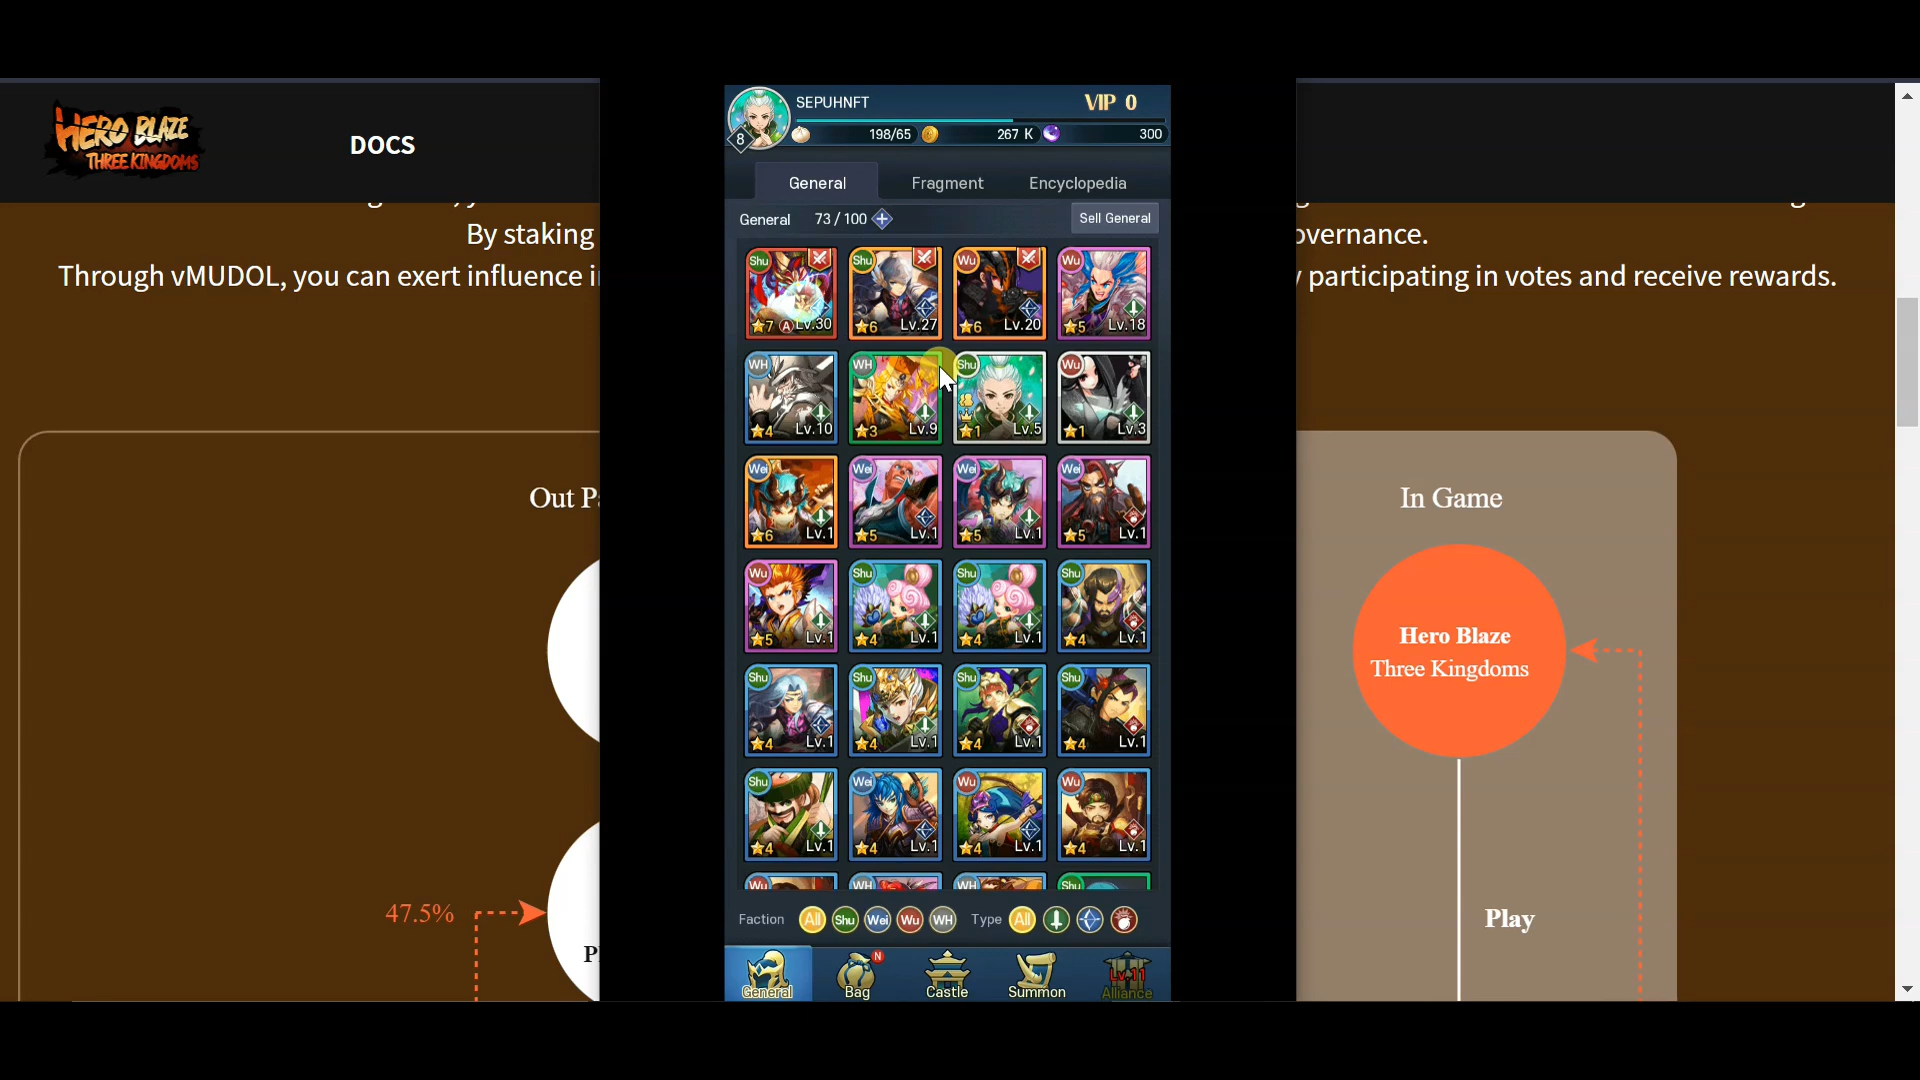 HERO BLAZE
THREE KINGDOMS
DOCS
By staking
overnance.
Through vMUDOL, you can exert influence i
y participating in votes and receive rewards.
Out Pa
47.5%
P
In Game
Hero Blaze
Three Kingdoms
Play
SEPUHNFT
VIP 0
8
198/65
267 K
300
General
Fragment
Encyclopedia
General 73 / 100
Sell General
Shu Shu Wu Wu
7 A Lv.30 6 Lv.27 6 Lv.20 5 Lv.18
WH WH Shu Wu
4 Lv.10 3 Lv.9 1 Lv.5 1 Lv.3
Wei Wei Wei Wei
6 Lv.1 5 Lv.1 5 Lv.1 5 Lv.1
Wu Shu Shu Shu
5 Lv.1 4 Lv.1 4 Lv.1 4 Lv.1
Shu Shu Shu Shu
4 Lv.1 4 Lv.1 4 Lv.1 4 Lv.1
Shu Wei Wu Wu
4 Lv.1 4 Lv.1 4 Lv.1 4 Lv.1
Wu WH WH Shu
Faction All Shu Wei Wu WH Type All
N
Lv.11
General Bag Castle Summon Alliance